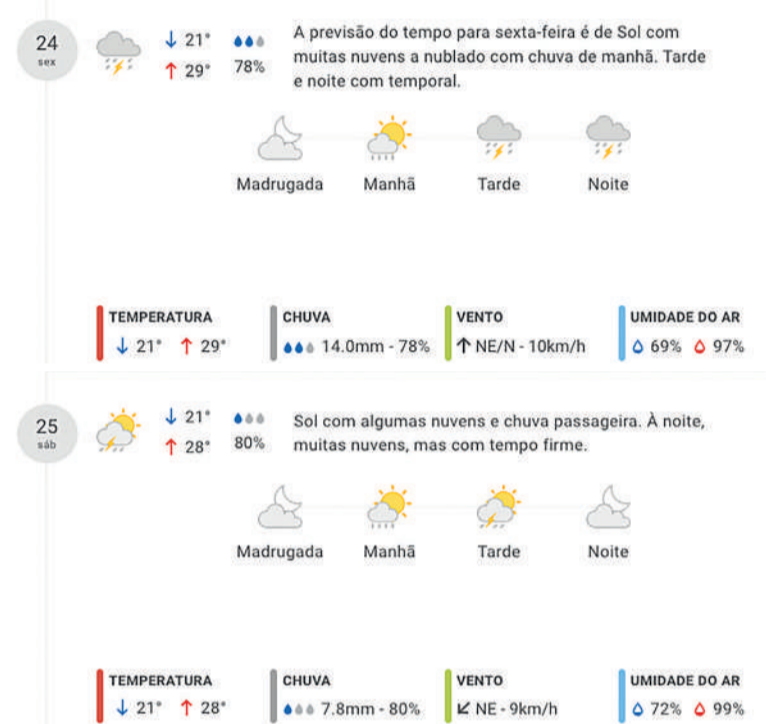 24
sex
21°
29°
78%
A previsão do tempo para sexta-feira é de Sol com
muitas nuvens a nublado com chuva de manhã. Tarde
e noite com temporal.
Madrugada Manhã Tarde Noite
TEMPERATURA CHUVA VENTO UMIDADE DO AR
↓ 21° ↑ 29° 14.0mm - 78% NE/N - 10km/h 69% 97%
25
sáb
21°
28°
80%
Sol com algumas nuvens e chuva passageira. À noite,
muitas nuvens, mas com tempo firme.
Madrugada Manhã Tarde Noite
TEMPERATURA CHUVA VENTO UMIDADE DO AR
↓ 21° ↑ 28° 7.8mm - 80% NE - 9km/h 72% 99%